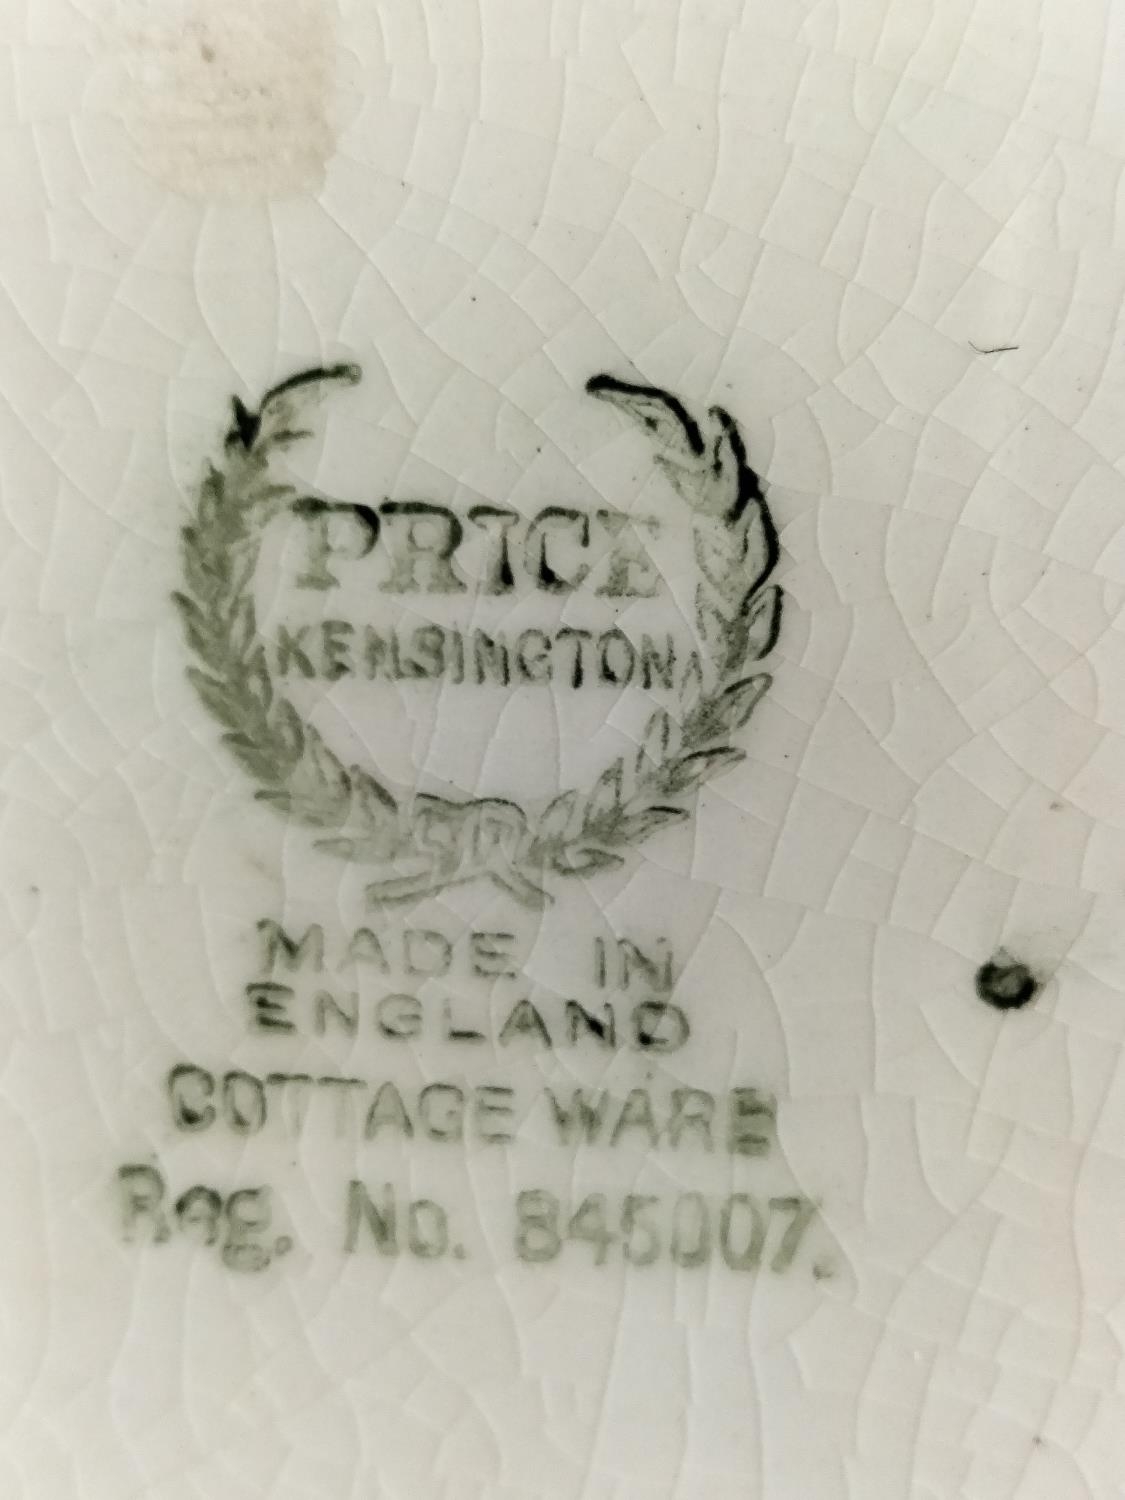 PRICE
KENSINGTON
MADE IN
ENGLAND
COTTAGE WARE
Reg. No. 845007.